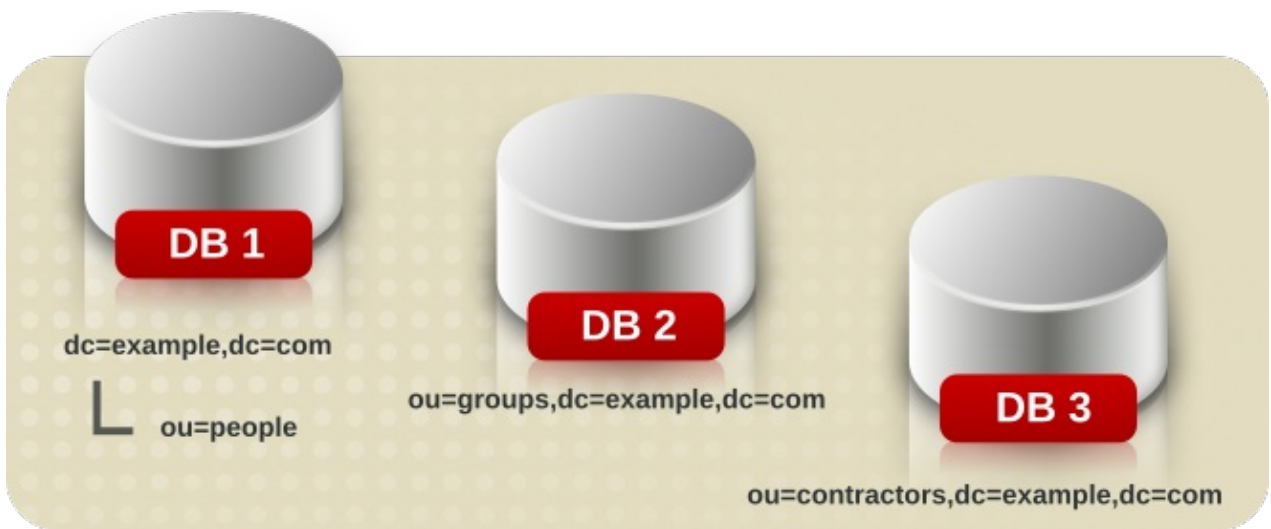 DB 1
dc=example,dc=com
ou=people
DB 2
ou=groups,dc=example,dc=com
DB 3
ou=contractors,dc=example,dc=com